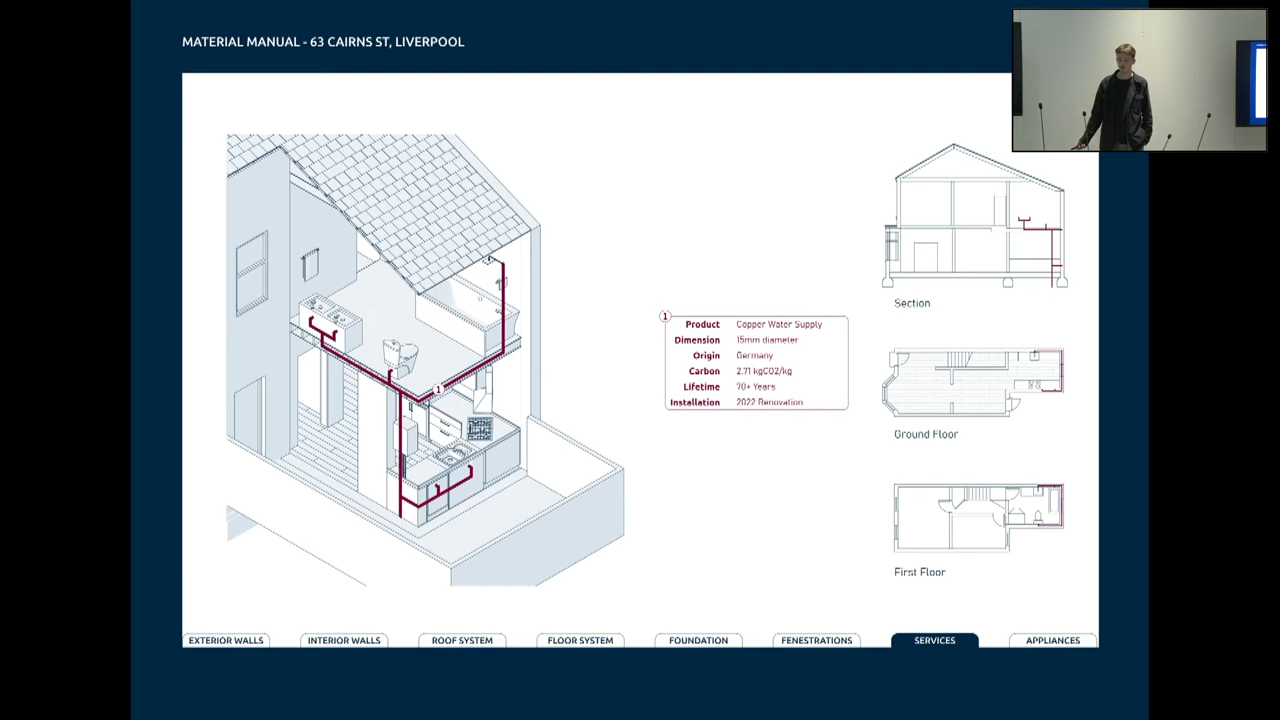 MATERIAL MANUAL - 63 CAIRNS ST, LIVERPOOL
1
Product Copper Water Supply
Dimension 15mm diameter
Origin Germany
Carbon 2.71 kgCO2/kg
Lifetime 70+ Years
Installation 2022 Renovation
1
Section
Ground Floor
First Floor
EXTERIOR WALLS
INTERIOR WALLS
ROOF SYSTEM
FLOOR SYSTEM
FOUNDATION
FENESTRATIONS
SERVICES
APPLIANCES